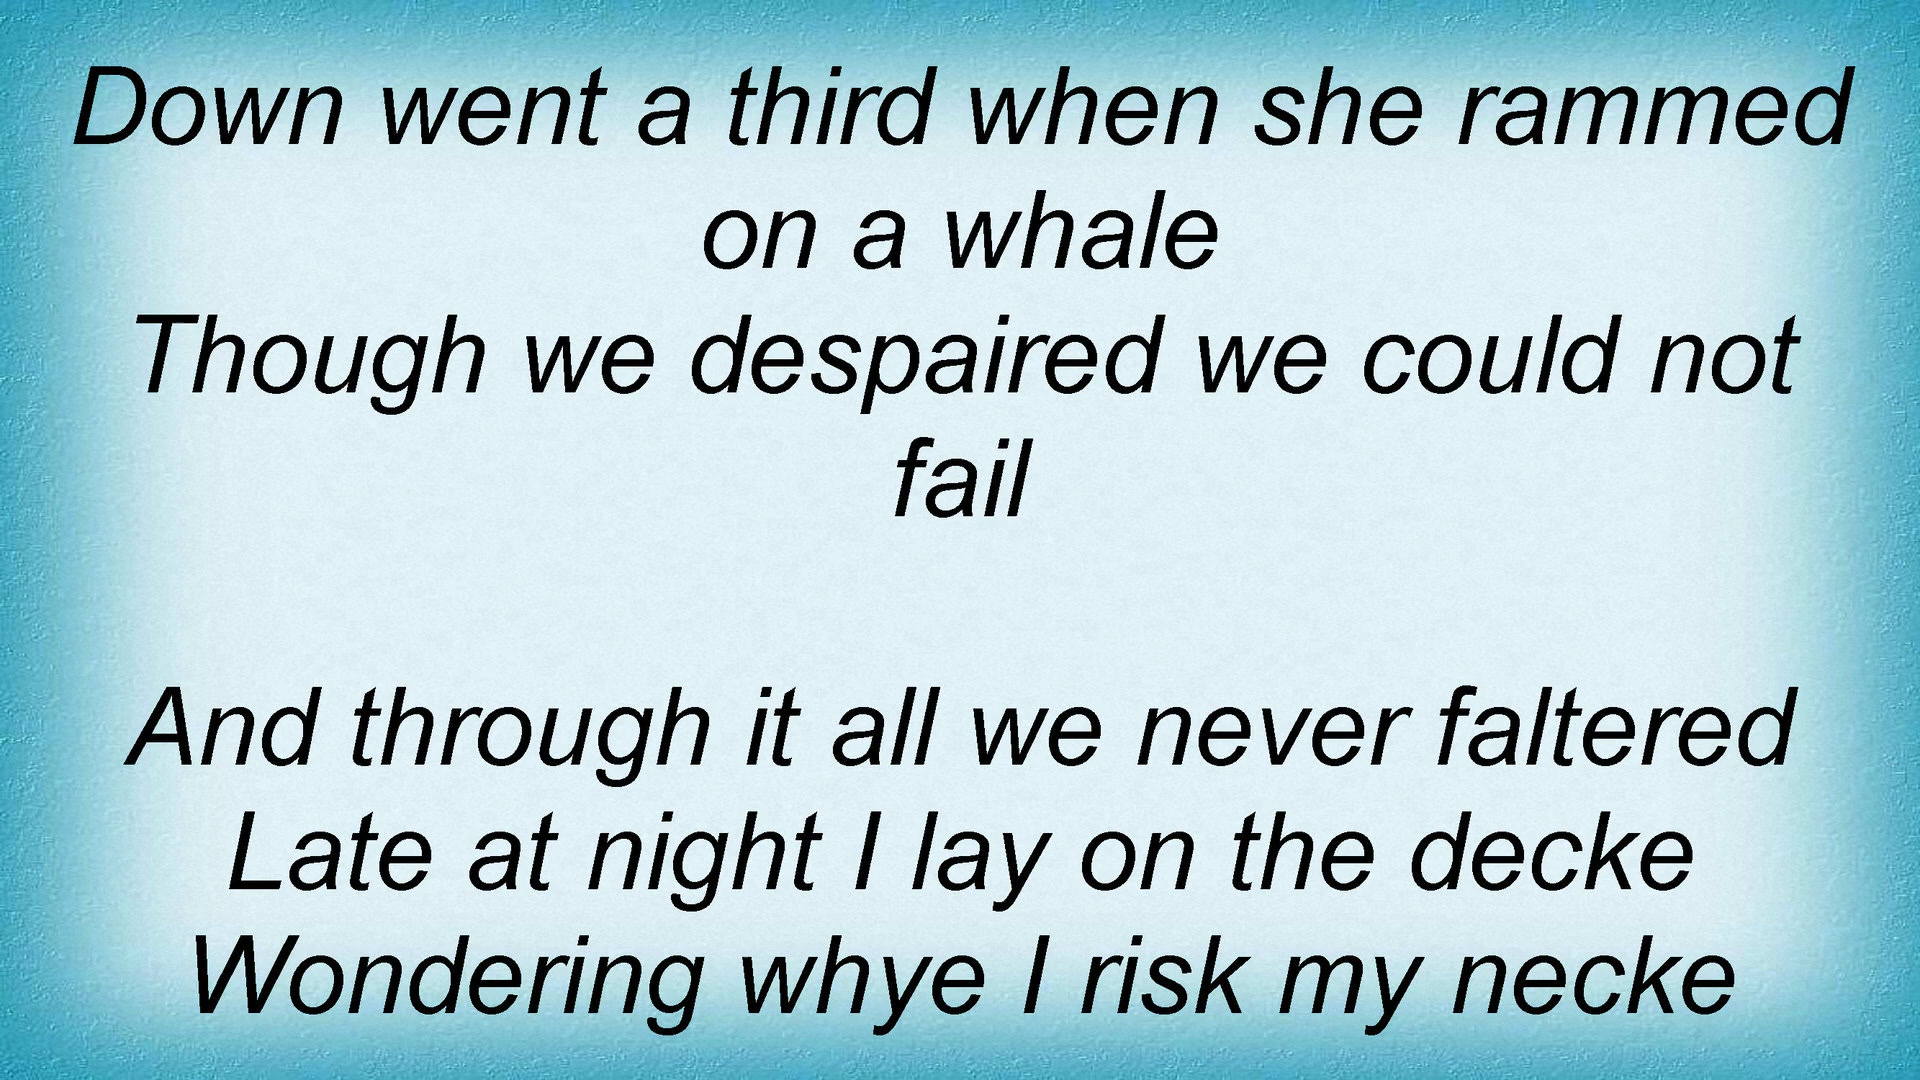 Down went a third when she rammed
on a whale
Though we despaired we could not
fail
And through it all we never faltered
Late at night I lay on the decke
Wondering whye I risk my necke